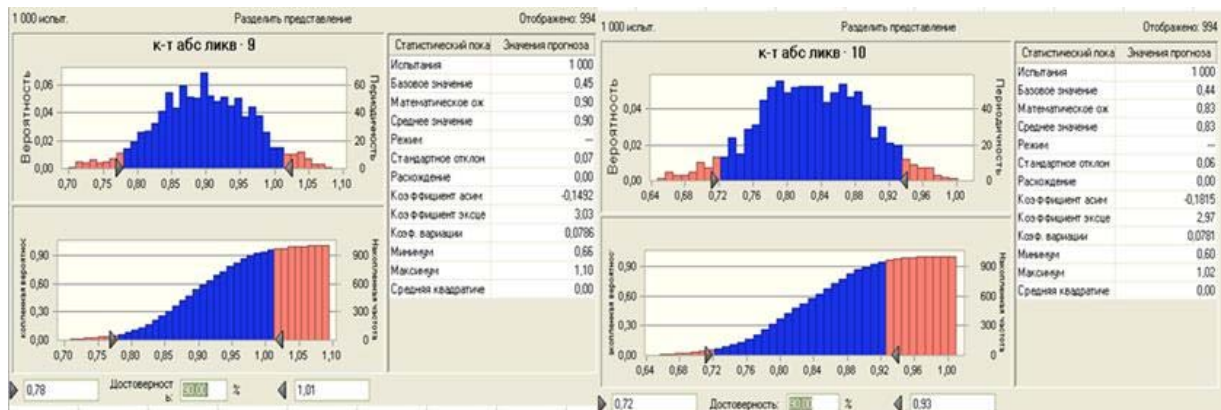 1 000 испыт.
Разделить представление
Отображено: 994
к-т абс ликв - 9
Вероятность
0,06
0,04
0,02
0,00
60
40
20
0
Периодичность
0,70 0,75 0,80 0,85 0,90 0,95 1,00 1,05 1,10
копленная вероятнос
0,90
0,60
0,30
0,00
900
600
300
0
Накопленная частота
0,70 0,75 0,80 0,85 0,90 0,95 1,00 1,05 1,10
Статистический пока Значения прогноза
Испытания 1 000
Базовое значение 0,45
Математическое ож 0,90
Среднее значение 0,90
Режим ---
Стандартное отклон 0,07
Расхождение 0,00
Коэффициент асим -0,1492
Коэффициент эксце 3,03
Коэф. вариации 0,0786
Минимум 0,66
Максимум 1,10
Средняя квадратиче 0,00
0,78 Достоверност
ь: 90,00 % 1,01
1 000 испыт.
Разделить представление
Отображено: 994
к-т абс ликв - 10
Вероятность
0,04
0,02
0,00
40
20
0
Периодичность
0,64 0,68 0,72 0,76 0,80 0,84 0,88 0,92 0,96 1,00
акопленная вероятнос
0,90
0,60
0,30
0,00
900
600
300
0
Накопленная частота
0,64 0,68 0,72 0,76 0,80 0,84 0,88 0,92 0,96 1,00
Статистический пока Значения прогноза
Испытания 1 000
Базовое значение 0,44
Математическое ож 0,83
Среднее значение 0,83
Режим ---
Стандартное отклон 0,06
Расхождение 0,00
Коэффициент асим -0,1815
Коэффициент эксце 2,97
Коэф. вариации 0,0781
Минимум 0,60
Максимум 1,02
Средняя квадратиче 0,00
0,72 Достоверность: 90,00 % 0,93